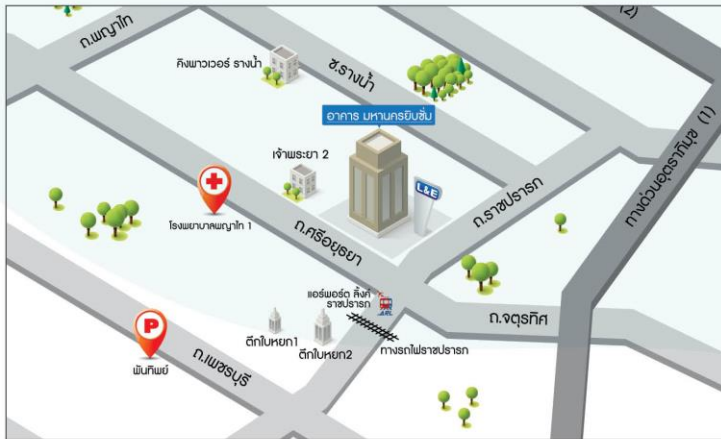 ถ.พญาไท
(2)
คิงพาวเวอร์ รางน้ำ
ซ.รางน้ำ
อาคาร มหานครยิบซั่ม
เจ้าพระยา 2
L&E
ทางด่วนอุตราภิมุข (1)
ถ.ราชปรารภ
โรงพยาบาลพญาไท 1
ถ.ศรีอยุธยา
แอร์พอร์ต ลิ้งค์
ราชปรารภ
ถ.จตุรทิศ
P
ตึกใบหยก1
ตึกใบหยก2
ทางรถไฟราชปรารภ
พันทิพย์
ถ.เพชรบุรี